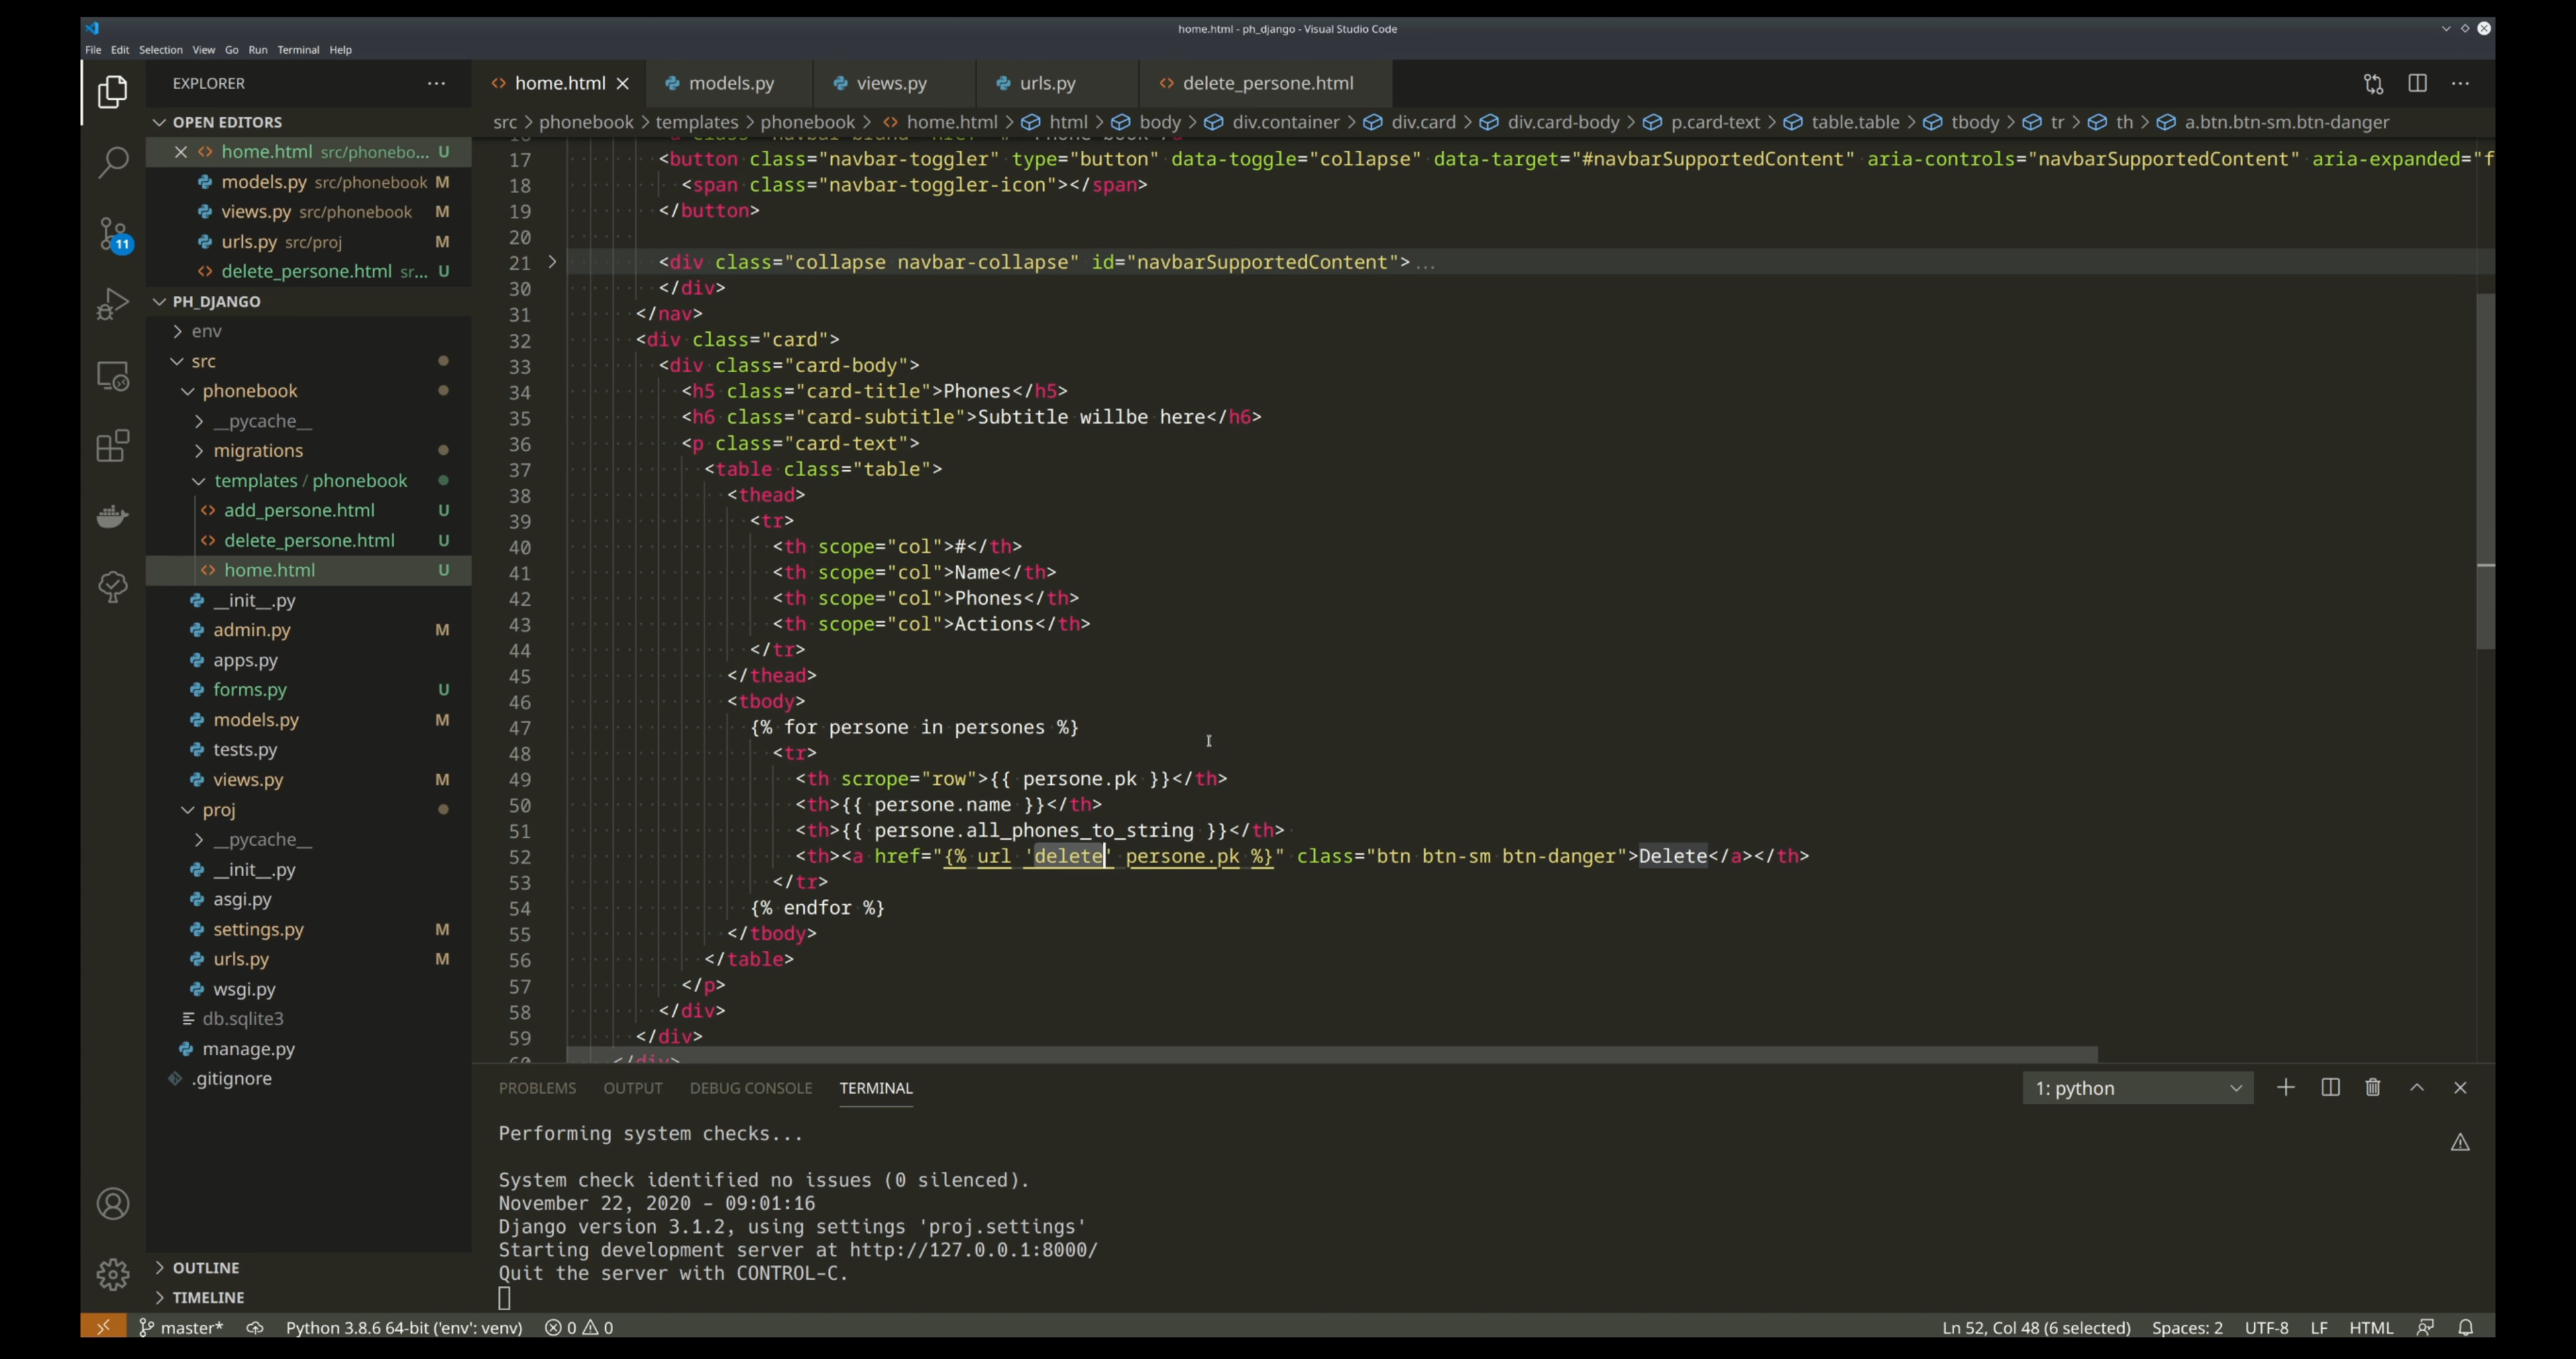 home.html - ph_django - Visual Studio Code
File Edit Selection View Go Run Terminal Help
EXPLORER
OPEN EDITORS
home.html src/phonebo... U
models.py src/phonebook M
views.py src/phonebook M
urls.py src/proj M
delete_persone.html sr... U
PH_DJANGO
env
src
phonebook
__pycache__
migrations
templates / phonebook
add_persone.html U
delete_persone.html U
home.html U
__init__.py
admin.py M
apps.py
forms.py U
models.py M
tests.py
views.py M
proj
__pycache__
__init__.py
asgi.py
settings.py M
urls.py M
wsgi.py
db.sqlite3
manage.py
.gitignore
OUTLINE
TIMELINE
11
home.html models.py views.py urls.py delete_persone.html
src > phonebook > templates > phonebook > home.html > html > body > div.container > div.card > div.card-body > p.card-text > table.table > tbody > tr > th > a.btn.btn-sm.btn-danger
17 <button class="navbar-toggler" type="button" data-toggle="collapse" data-target="#navbarSupportedContent" aria-controls="navbarSupportedContent" aria-expanded="f
18 <span class="navbar-toggler-icon"></span>
19 </button>
20
21 <div class="collapse navbar-collapse" id="navbarSupportedContent">...
30 </div>
31 </nav>
32 <div class="card">
33 <div class="card-body">
34 <h5 class="card-title">Phones</h5>
35 <h6 class="card-subtitle">Subtitle willbe here</h6>
36 <p class="card-text">
37 <table class="table">
38 <thead>
39 <tr>
40 <th scope="col">#</th>
41 <th scope="col">Name</th>
42 <th scope="col">Phones</th>
43 <th scope="col">Actions</th>
44 </tr>
45 </thead>
46 <tbody>
47 {% for persone in persones %}
48 <tr>
49 <th scrope="row">{{ persone.pk }}</th>
50 <th>{{ persone.name }}</th>
51 <th>{{ persone.all_phones_to_string }}</th>
52 <th><a href="{% url 'delete' persone.pk %}" class="btn btn-sm btn-danger">Delete</a></th>
53 </tr>
54 {% endfor %}
55 </tbody>
56 </table>
57 </p>
58 </div>
59 </div>
60 </div>
PROBLEMS OUTPUT DEBUG CONSOLE TERMINAL
1: python
Performing system checks...
System check identified no issues (0 silenced).
November 22, 2020 - 09:01:16
Django version 3.1.2, using settings 'proj.settings'
Starting development server at http://127.0.0.1:8000/
Quit the server with CONTROL-C.
master* Python 3.8.6 64-bit ('env': venv) 0 0 Ln 52, Col 48 (6 selected) Spaces: 2 UTF-8 LF HTML